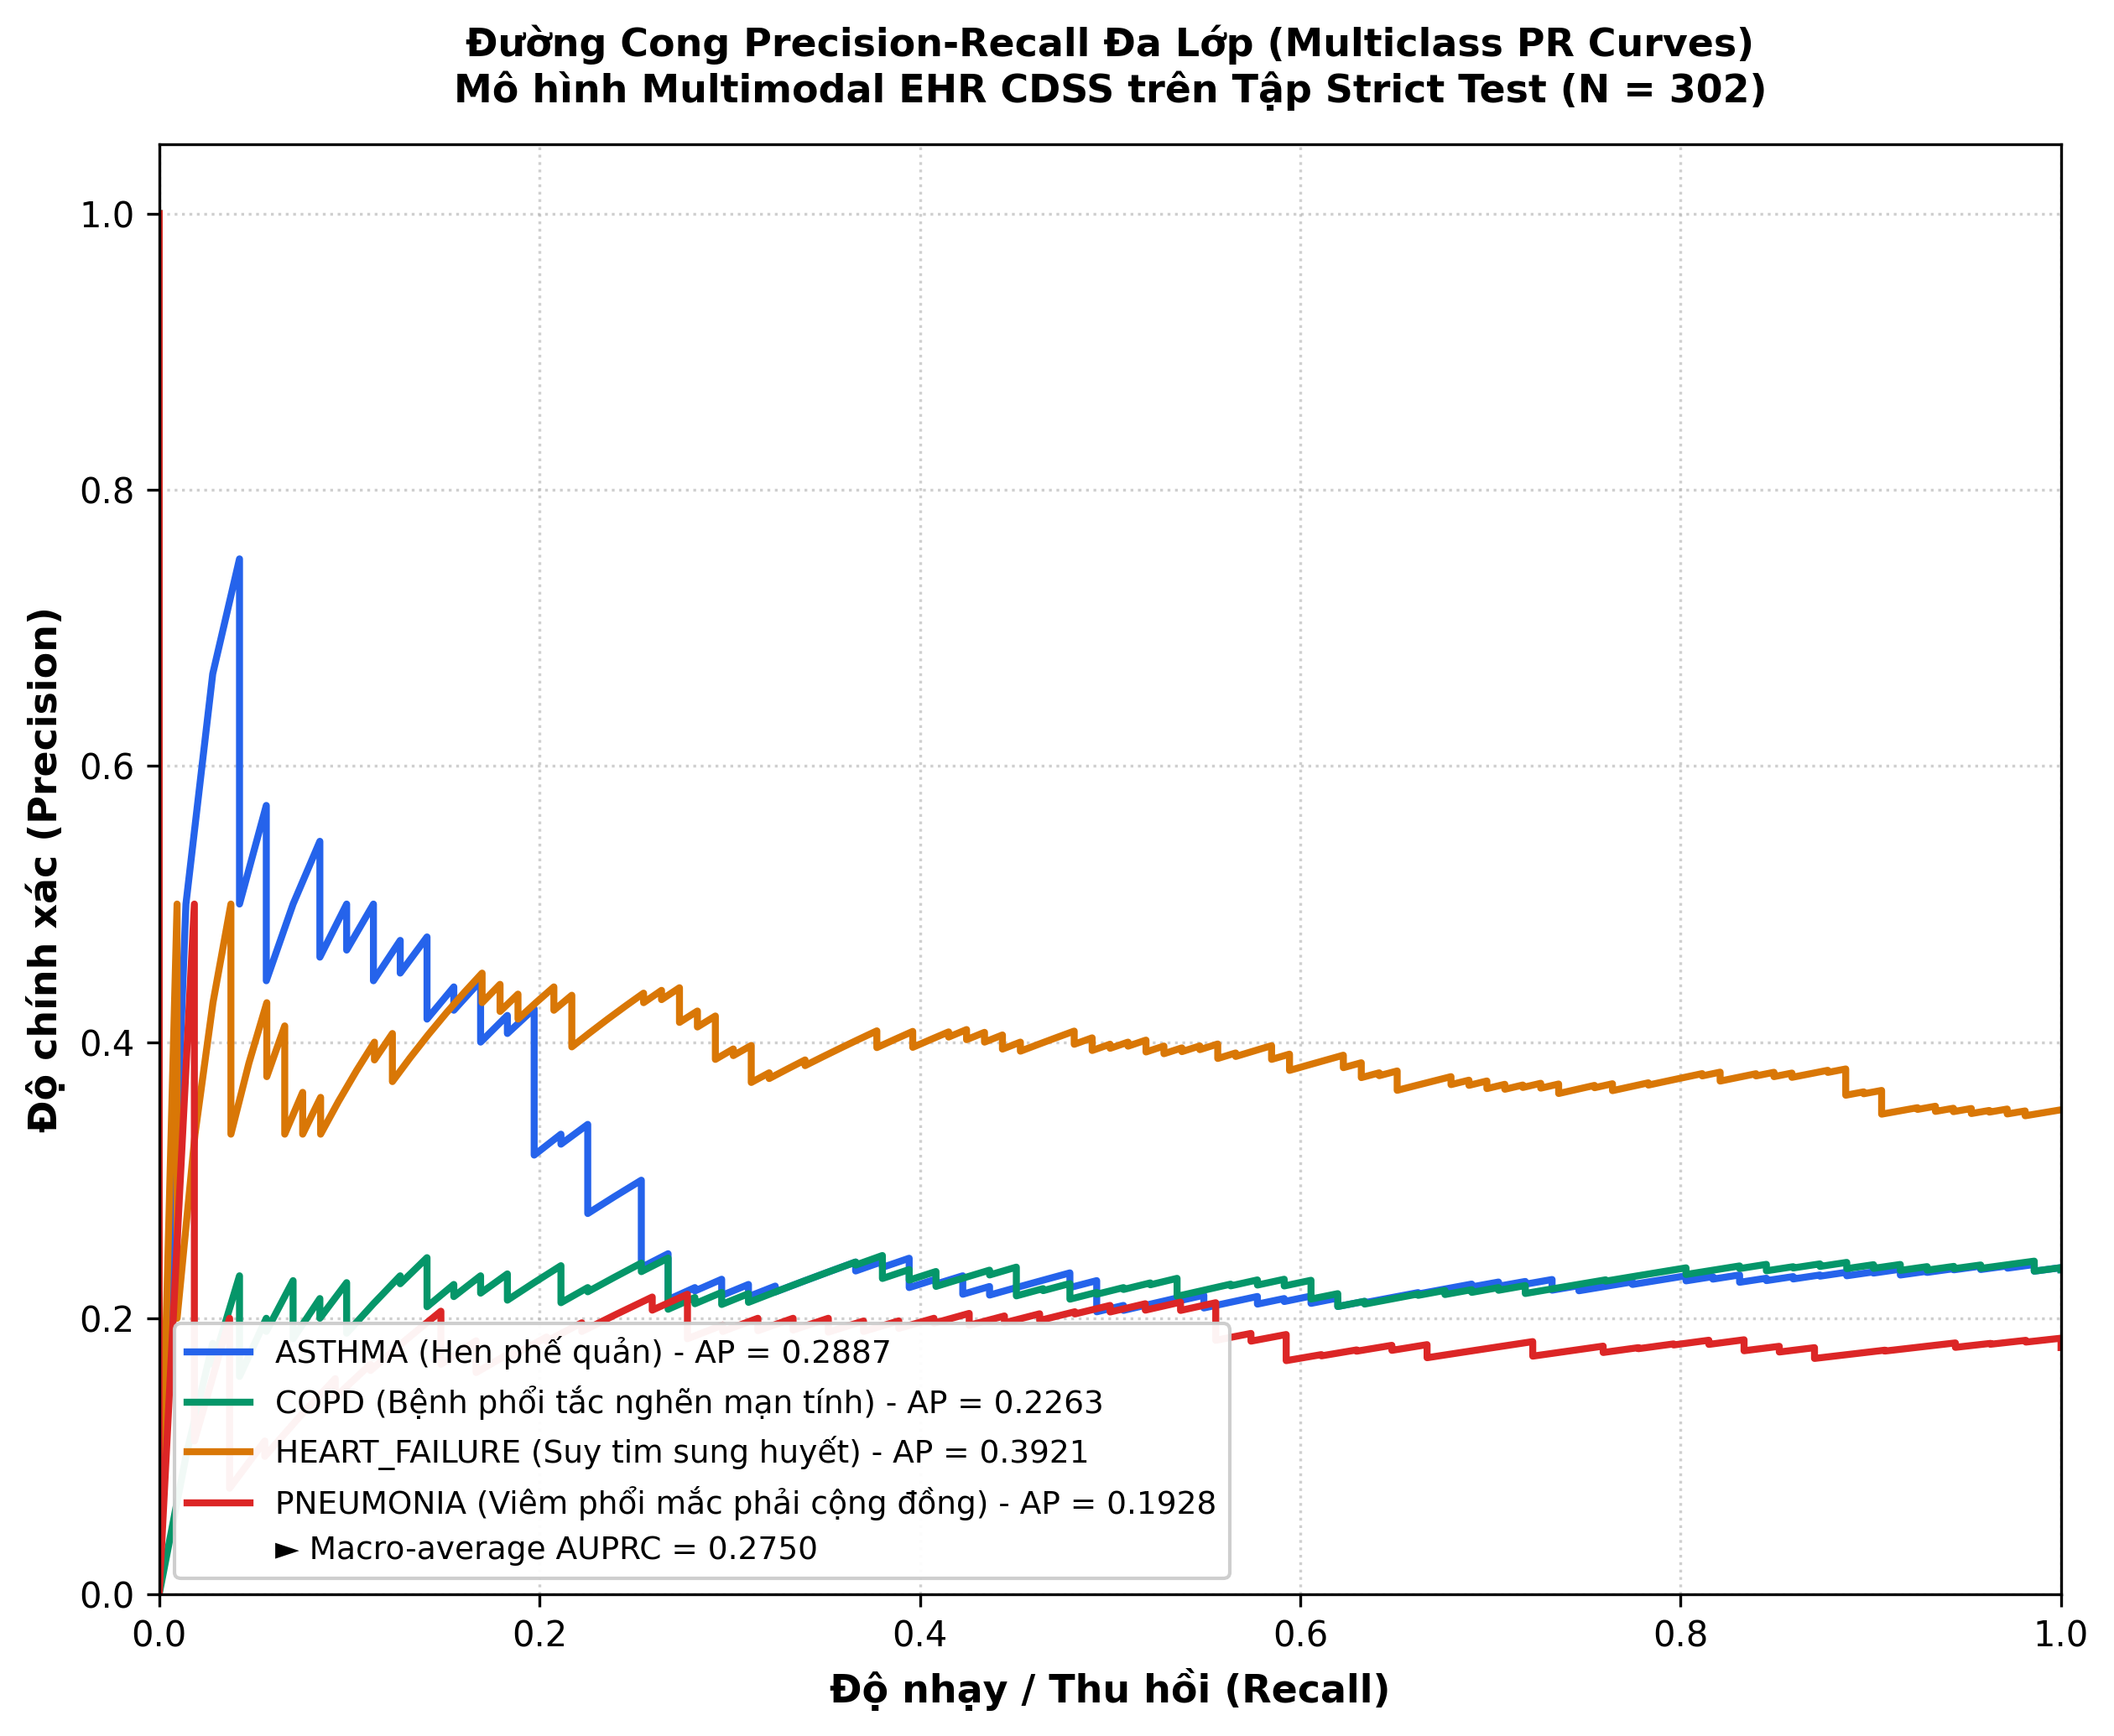 Đường Cong Precision-Recall Đa Lớp (Multiclass PR Curves)
Mô hình Multimodal EHR CDSS trên Tập Strict Test (N = 302)
Độ chính xác (Precision)
1.0
0.8
0.6
0.4
0.2
0.0
ASTHMA (Hen phế quản) - AP = 0.2887
COPD (Bệnh phổi tắc nghẽn mạn tính) - AP = 0.2263
HEART_FAILURE (Suy tim sung huyết) - AP = 0.3921
PNEUMONIA (Viêm phổi mắc phải cộng đồng) - AP = 0.1928
► Macro-average AUPRC = 0.2750
0.0 0.2 0.4 0.6 0.8 1.0
Độ nhạy / Thu hồi (Recall)